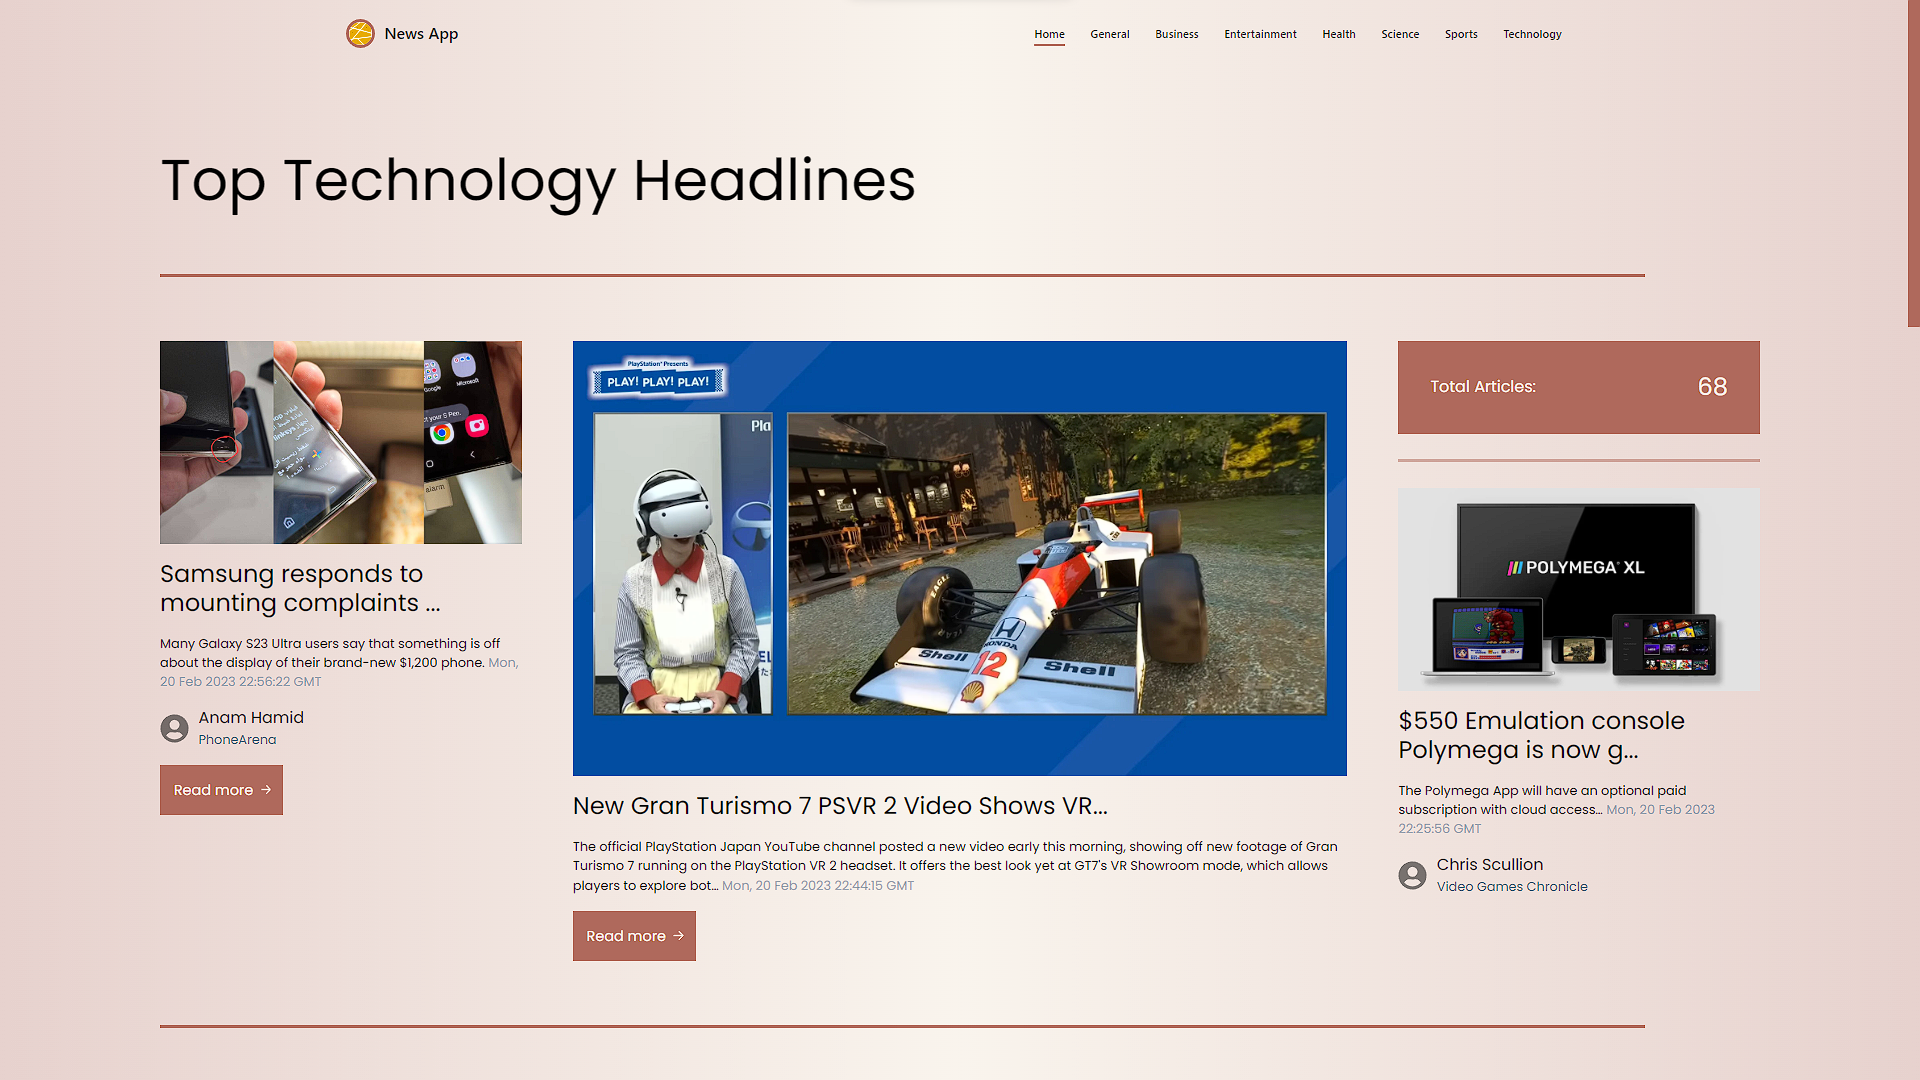 News App
Home
General
Business
Entertainment
Health
Science
Sports
Technology
Top Technology Headlines
Google
Microsoft
ct your S Pen.
alarm
Samsung responds to
mounting complaints ...
Many Galaxy S23 Ultra users say that something is off
about the display of their brand-new $1,200 phone. Mon,
20 Feb 2023 22:56:22 GMT
Anam Hamid
PhoneArena
Read more →
PlayStation® Presents
PLAY! PLAY! PLAY!
Pla
EAGLE
HONDA
Shell
12
Shell
New Gran Turismo 7 PSVR 2 Video Shows VR...
The official PlayStation Japan YouTube channel posted a new video early this morning, showing off new footage of Gran
Turismo 7 running on the PlayStation VR 2 headset. It offers the best look yet at GT7's VR Showroom mode, which allows
players to explore bot... Mon, 20 Feb 2023 22:44:15 GMT
Read more →
Total Articles:
68
POLYMEGA® XL
$550 Emulation console
Polymega is now g...
The Polymega App will have an optional paid
subscription with cloud access... Mon, 20 Feb 2023
22:25:56 GMT
Chris Scullion
Video Games Chronicle